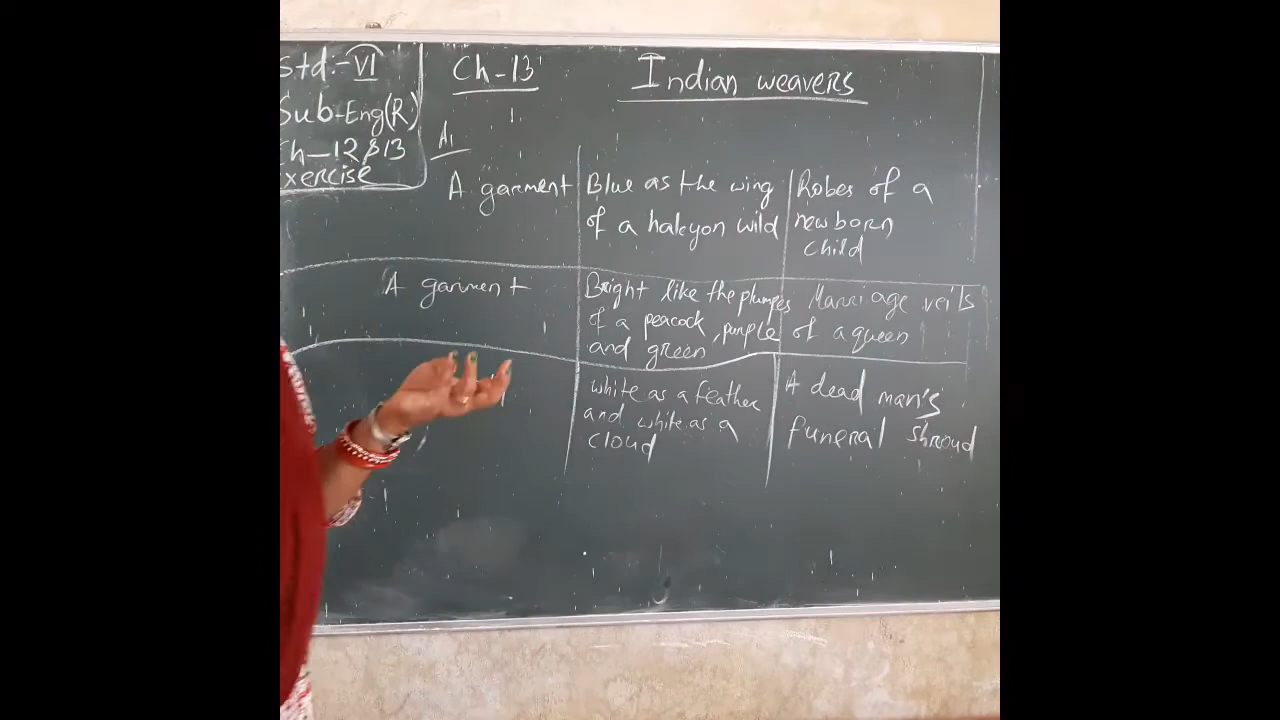 Std:-VI
Sub-Eng(R)
Ch-12 & 13
Exercise
Ch-13
Indian weavers
A1
A garment
Blue as the wing
of a halcyon wild
Robes of a
newborn
child
A garment
Bright like the plumes
of a peacock, purple
and green
Marriage veils
of a queen
white as a feather
and white as a
cloud
A dead man's
funeral shroud